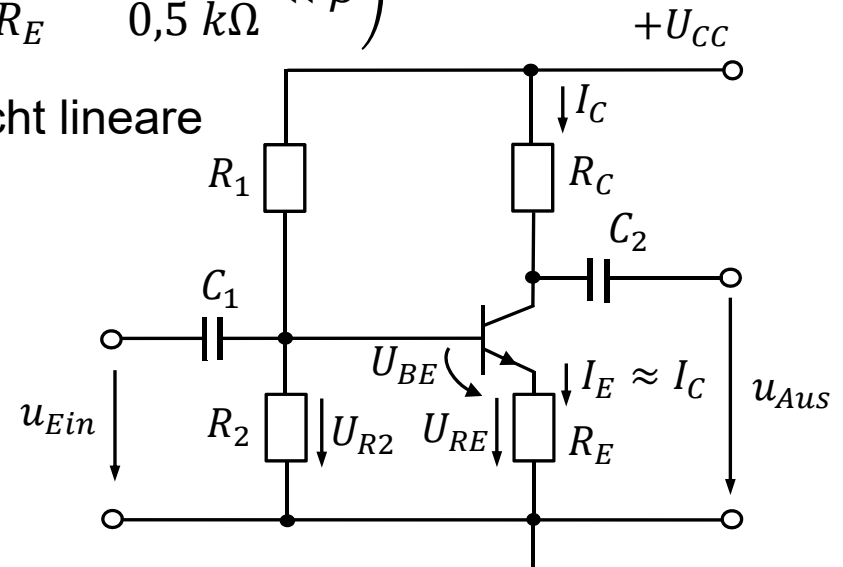 R_E 0,5 kΩ
+U_CC
cht lineare
I_C
R_1
R_C
C_2
C_1
U_BE
I_E ≈ I_C
u_Aus
u_Ein
R_2
U_R2
U_RE
R_E